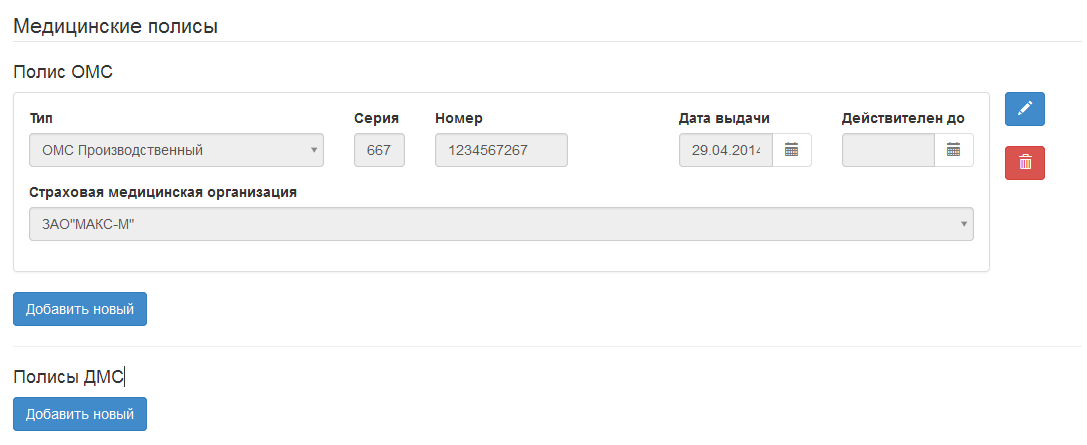 Медицинские полисы
Полис ОМС
Тип Серия Номер Дата выдачи Действителен до
ОМС Производственный 667 1234567267 29.04.2014
Страховая медицинская организация
ЗАО"МАКС-М"
Добавить новый
Полисы ДМС
Добавить новый